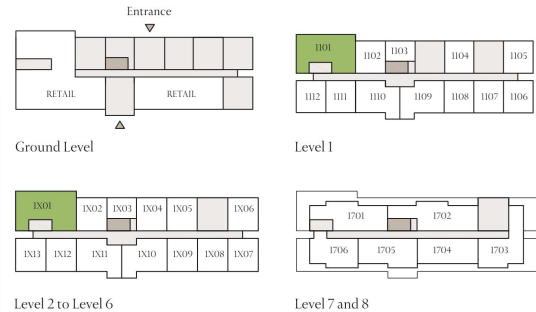 Entrance
RETAIL RETAIL
Ground Level
1101 1102 1103 1104 1105
1112 1111 1110 1109 1108 1107 1106
Level 1
1X01 1X02 1X03 1X04 1X05 1X06
1X13 1X12 1X11 1X10 1X09 1X08 1X07
Level 2 to Level 6
1701 1702
1706 1705 1704 1703
Level 7 and 8